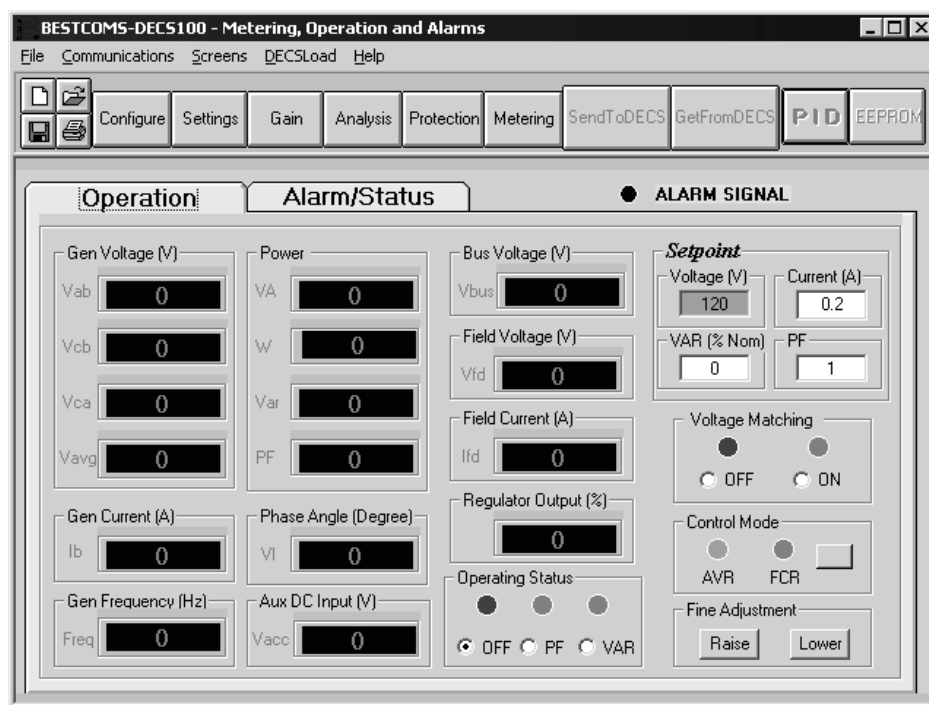 BESTCOMS-DECS100 - Metering, Operation and Alarms
File Communications Screens DECSLoad Help
Configure Settings Gain Analysis Protection Metering SendToDECS GetFromDECS PID EEPROM
Operation Alarm/Status ALARM SIGNAL
Gen Voltage (V)
Vab 0
Vcb 0
Vca 0
Vavg 0
Gen Current (A)
Ib 0
Gen Frequency (Hz)
Freq 0
Power
VA 0
W 0
Var 0
PF 0
Phase Angle (Degree)
VI 0
Aux DC Input (V)
Vacc 0
Bus Voltage (V)
Vbus 0
Field Voltage (V)
Vfd 0
Field Current (A)
Ifd 0
Regulator Output (%)
0
Operating Status
OFF PF VAR
Setpoint
Voltage (V) Current (A)
120 0.2
VAR (% Nom) PF
0 1
Voltage Matching
OFF ON
Control Mode
AVR FCR
Fine Adjustment
Raise Lower